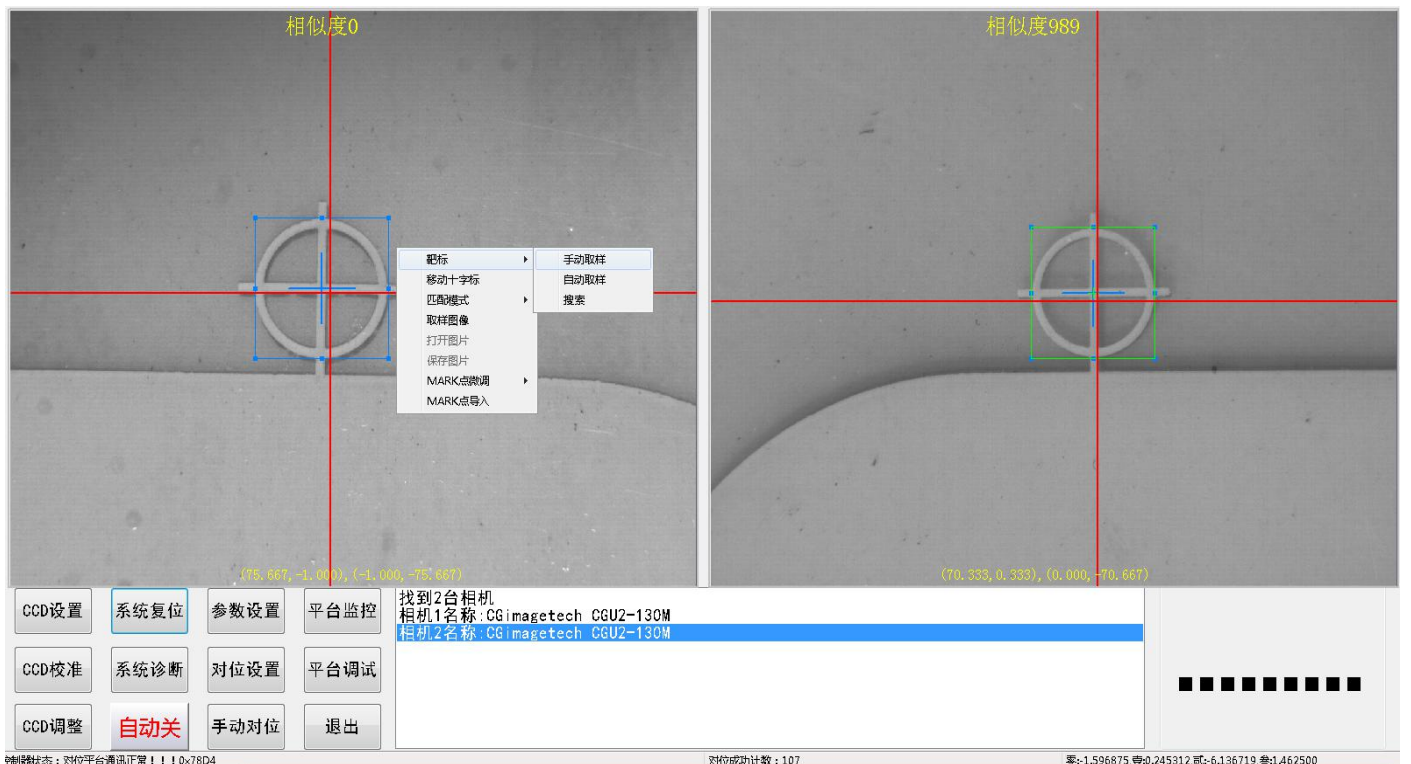 相似度0
相似度989
靶标
移动十字标
匹配模式
取样图像
打开图片
保存图片
MARK点微调
MARK点导入
手动取样
自动取样
搜索
(75.667,-1.000),(-1.000,-75.667)
(70.333,0.333),(0.000,-70.667)
CCD设置
系统复位
参数设置
平台监控
CCD校准
系统诊断
对位设置
平台调试
CCD调整
自动关
手动对位
退出
找到2台相机
相机1名称:CGimagetech CGU2-130M
相机2名称:CGimagetech CGU2-130M
控制器状态：对位平台通讯正常！！！0x78D4
对位成功计数：107
零:-1.596875 壹:0.245312 贰:-6.136719 叁:1.462500